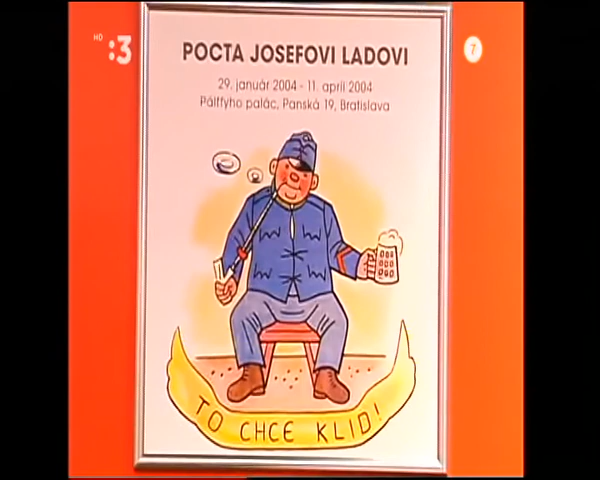 HD :3
7
POCTA JOSEFOVI LADOVI
29. január 2004 - 11. apríl 2004
Pálffyho palác, Panská 19, Bratislava
TO CHCE KLID!